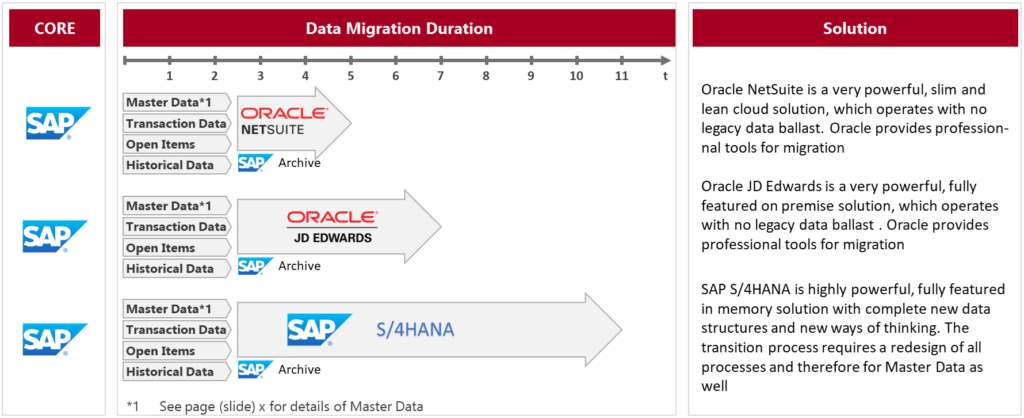 CORE
Data Migration Duration
Solution
1 2 3 4 5 6 7 8 9 10 11 t
SAP
Master Data*1
Transaction Data
Open Items
Historical Data
ORACLE
NETSUITE
SAP Archive
Oracle NetSuite is a very powerful, slim and
lean cloud solution, which operates with no
legacy data ballast. Oracle provides profession-
nal tools for migration
SAP
Master Data*1
Transaction Data
Open Items
Historical Data
ORACLE
JD EDWARDS
SAP Archive
Oracle JD Edwards is a very powerful, fully
featured on premise solution, which operates
with no legacy data ballast . Oracle provides
professional tools for migration
SAP
Master Data*1
Transaction Data
Open Items
Historical Data
SAP S/4HANA
SAP Archive
SAP S/4HANA is highly powerful, fully featured
in memory solution with complete new data
structures and new ways of thinking. The
transition process requires a redesign of all
processes and therefore for Master Data as
well
*1 See page (slide) x for details of Master Data